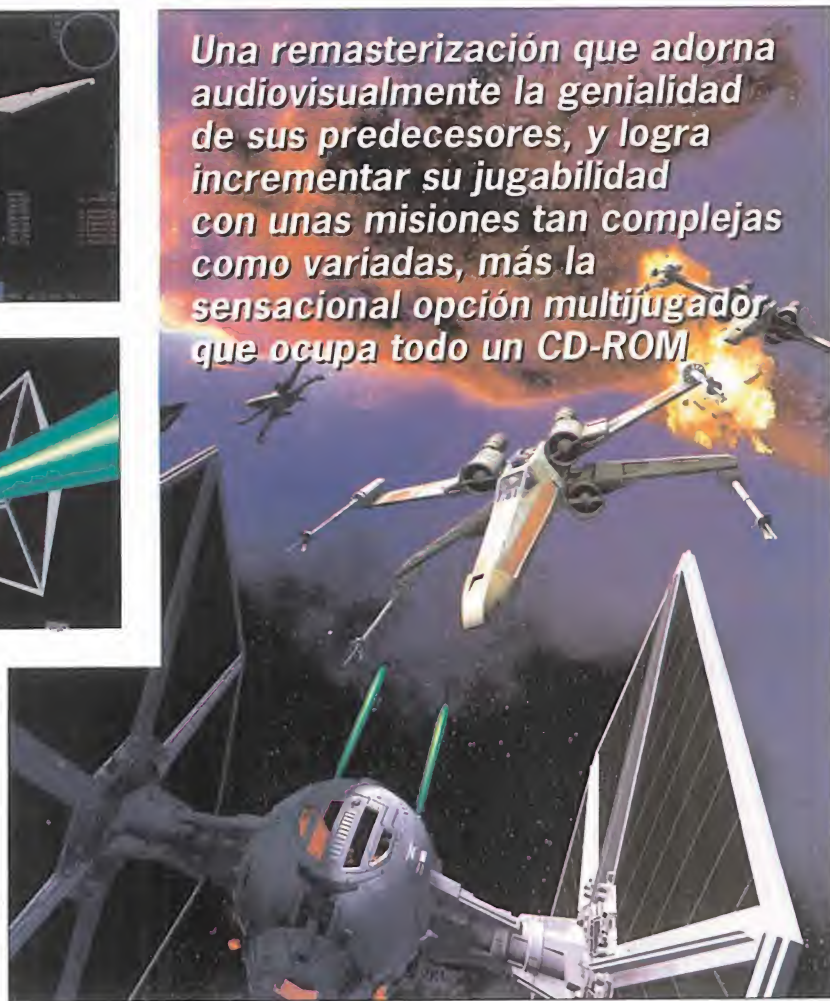 Una remasterización que adorna
audiovisualmente la genialidad
de sus predecesores, y logra
incrementar su jugabilidad
con unas misiones tan complejas
como variadas, más la
sensacional opción multijugador
que ocupa todo un CD-ROM